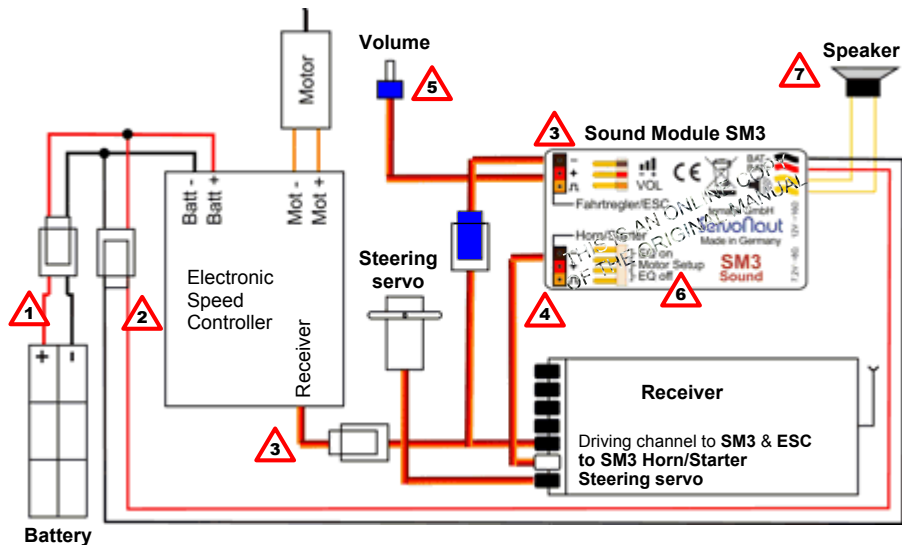 Volume
5
7
Speaker
Motor
3
Sound Module SM3
Batt -
Batt +
Mot -
Mot +
-
+
VOL
CE
BAT-
Fahrtregler/ESC
GmbH
THIS IS AN ONLINE COPY
OF THE ORIGINAL MANUAL
servonaut
Made in Germany
Horn/Starter
EQ on
Motor Setup
EQ off
SM3
Sound
Steering
servo
Electronic
Speed
Controller
1
2
4
6
+
-
Receiver
3
Receiver
Driving channel to SM3 & ESC
to SM3 Horn/Starter
Steering servo
Battery